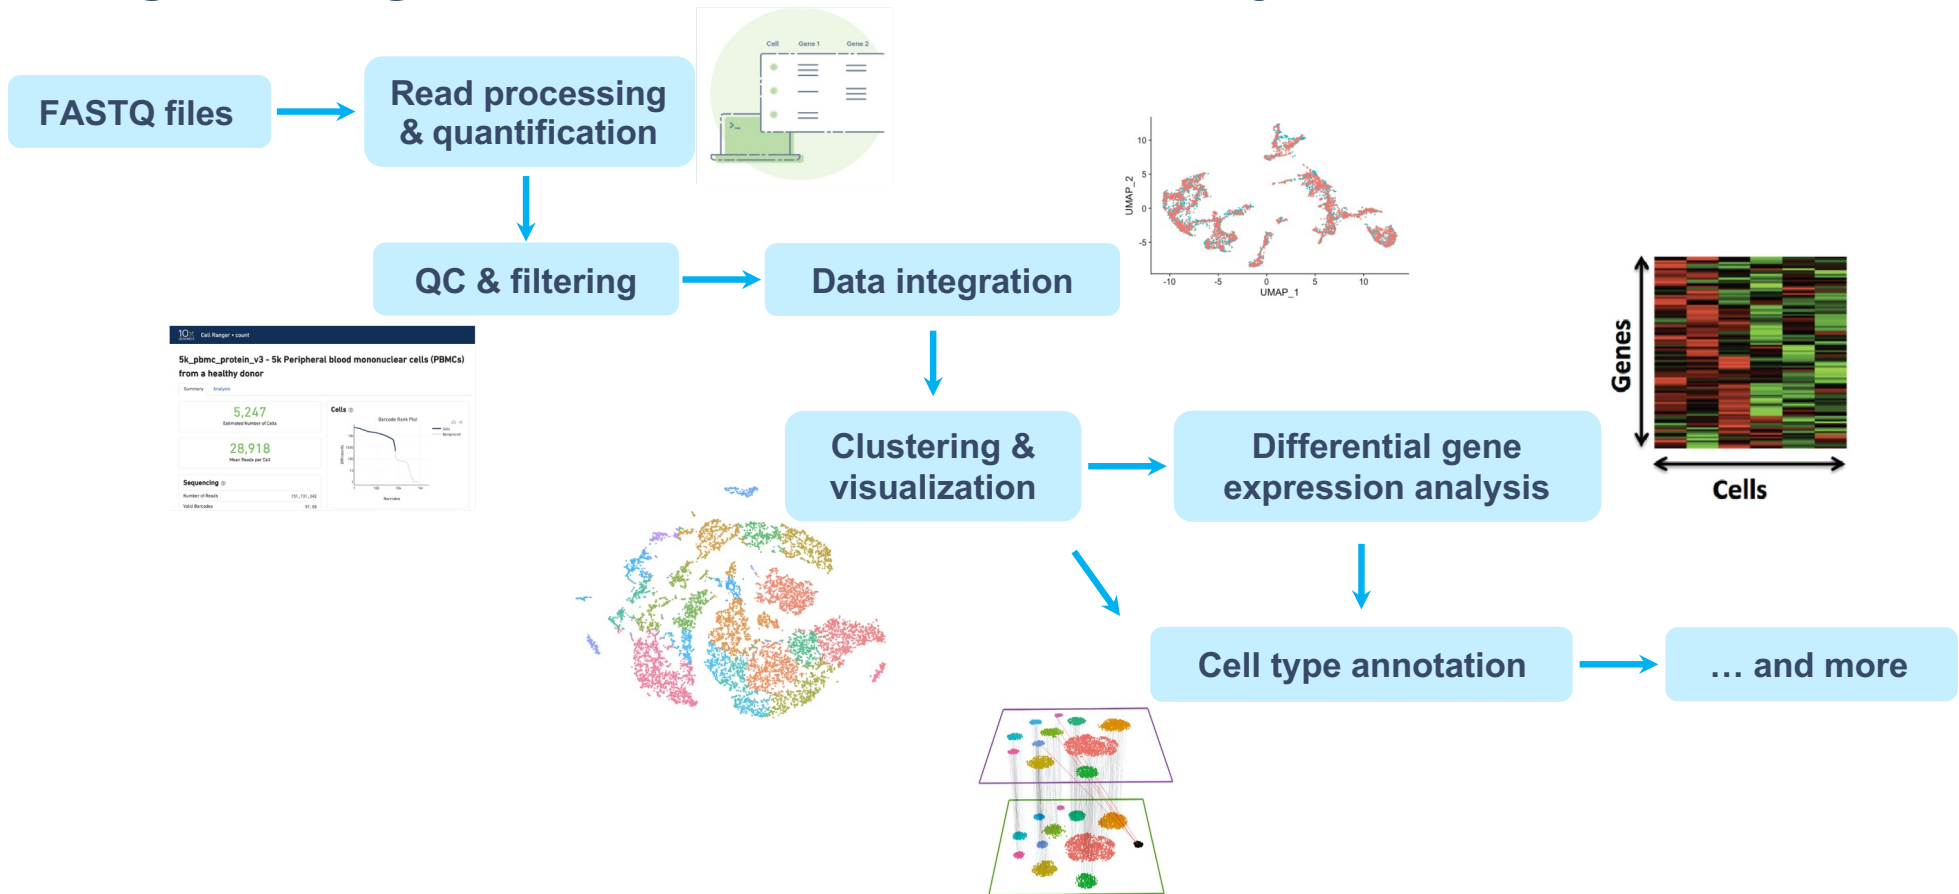 Cell Gene 1 Gene 2
FASTQ files
Read processing
& quantification
>_
10
5
0
-5
UMAP_2
-10 -5 0 5 10
UMAP_1
QC & filtering
Data integration
10x
GENOMICS
Cell Ranger • count
5k_pbmc_protein_v3 - 5k Peripheral blood mononuclear cells (PBMCs)
from a healthy donor
Summary Analysis
5,247
Estimated Number of Cells
28,918
Mean Reads per Cell
Sequencing
Number of Reads
Valid Barcodes
Cells
Barcode Rank Plot
Cells
Background
Barcodes
Genes
Cells
Clustering &
visualization
Differential gene
expression analysis
Cell type annotation
... and more